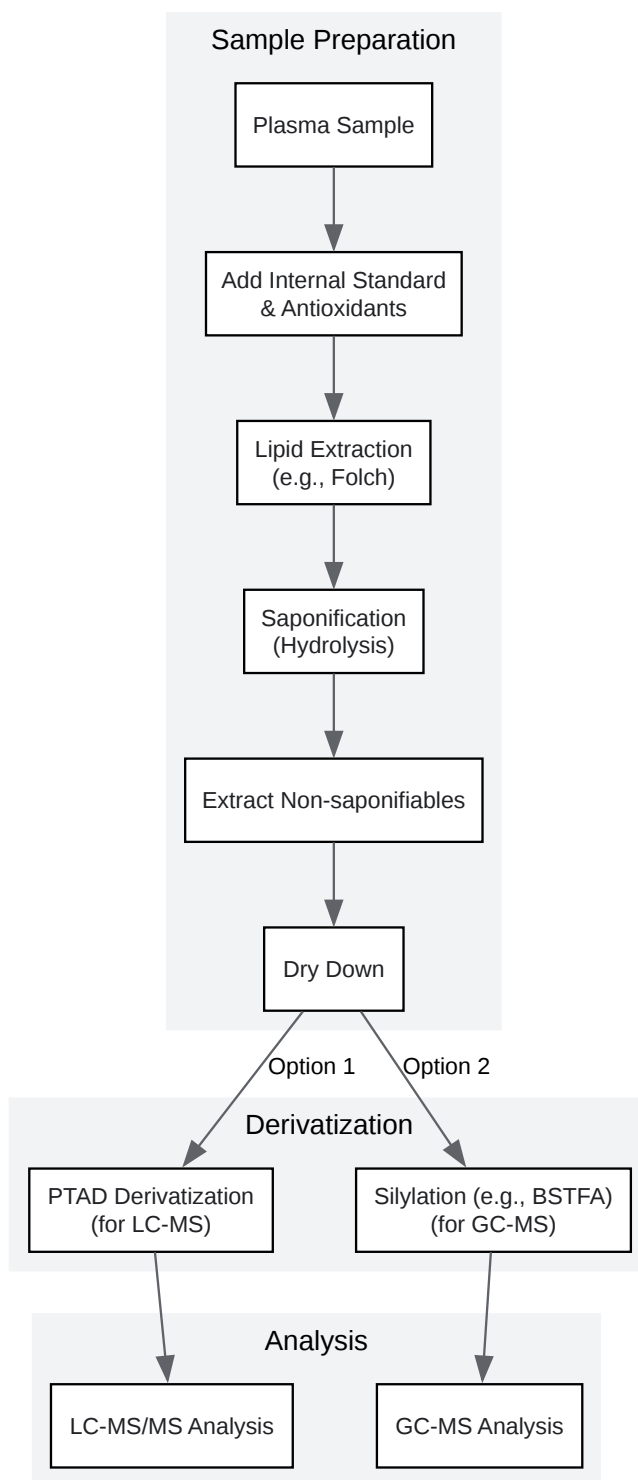 Sample Preparation
Plasma Sample
Add Internal Standard
& Antioxidants
Lipid Extraction
(e.g., Folch)
Saponification
(Hydrolysis)
Extract Non-saponifiables
Dry Down
Option 1
Option 2
Derivatization
PTAD Derivatization
(for LC-MS)
Silylation (e.g., BSTFA)
(for GC-MS)
Analysis
LC-MS/MS Analysis
GC-MS Analysis